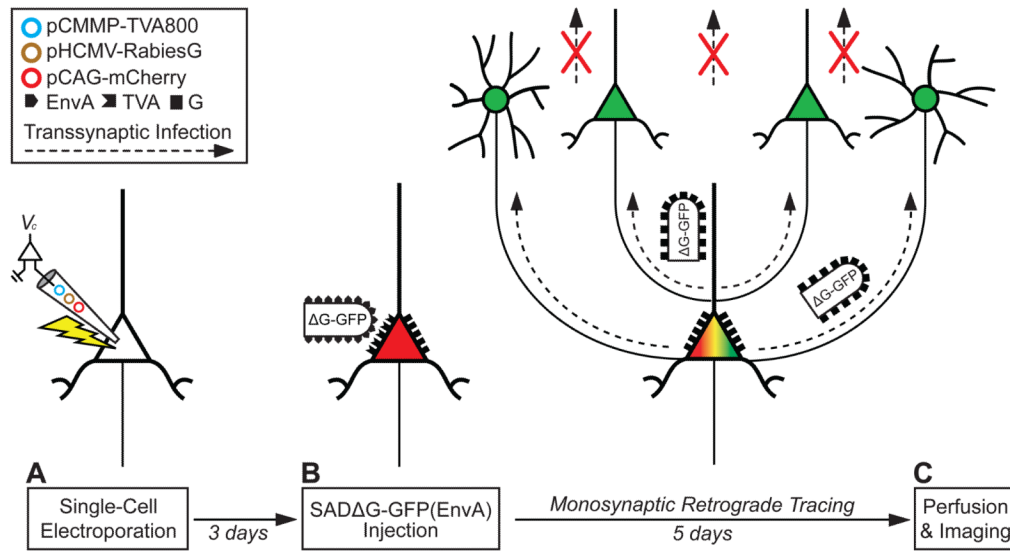 pCMMP-TVA800
pHCMV-RabiesG
pCAG-mCherry
EnvA TVA G
Transsynaptic Infection
Vc
ΔG-GFP
ΔG-GFP
ΔG-GFP
A
Single-Cell
Electroporation
3 days
B
SADΔG-GFP(EnvA)
Injection
Monosynaptic Retrograde Tracing
5 days
C
Perfusion
& Imaging